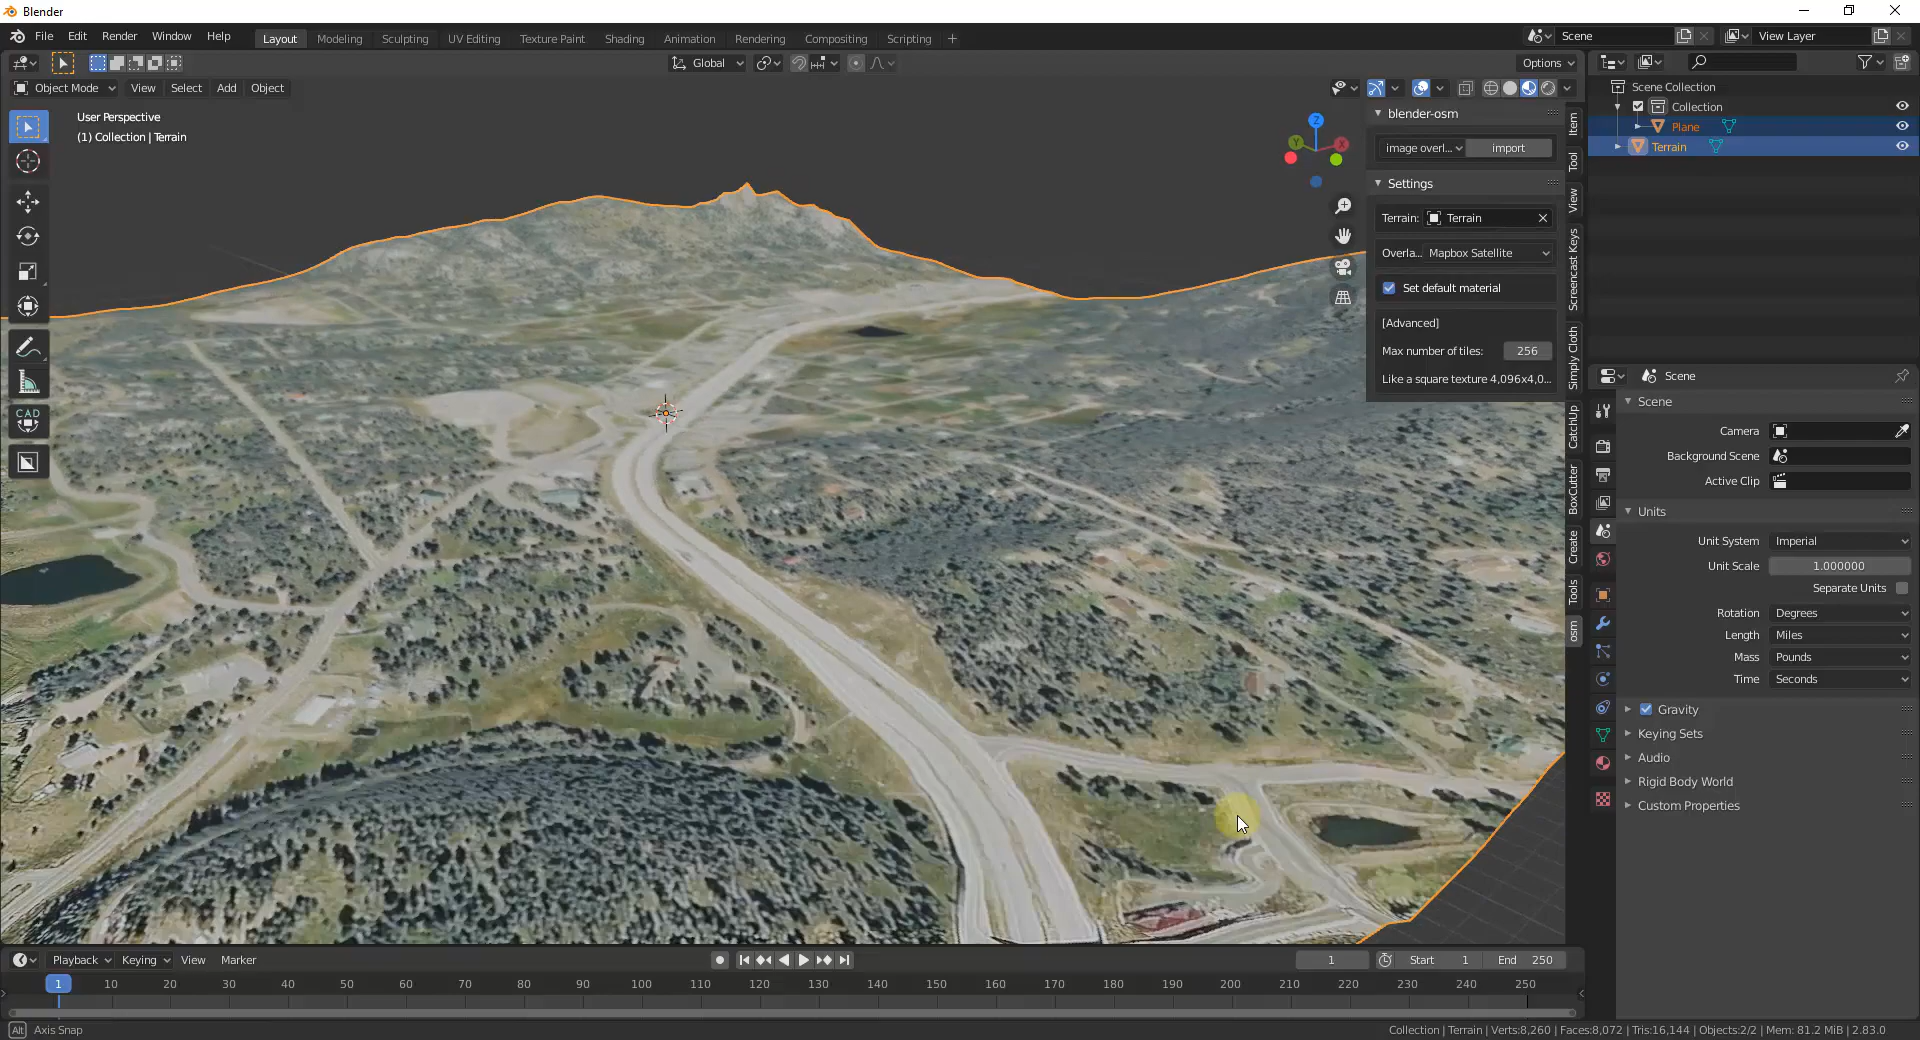 Blender
File Edit Render Window Help
Layout Modeling Sculpting UV Editing Texture Paint Shading Animation Rendering Compositing Scripting +
Scene
View Layer
Global
Options
Object Mode View Select Add Object
User Perspective
(1) Collection | Terrain
CAD
Z
Y
X
blender-osm
image overl... import
Settings
Terrain: Terrain
Overla... Mapbox Satellite
Set default material
[Advanced]
Max number of tiles: 256
Like a square texture 4,096x4,0...
Item
Tool
View
Screencast Keys
Simply Cloth
CatchUp
BoxCutter
Create
Tools
osm
Scene Collection
Collection
Plane
Terrain
Scene
Scene
Camera
Background Scene
Active Clip
Units
Unit System Imperial
Unit Scale 1.000000
Separate Units
Rotation Degrees
Length Miles
Mass Pounds
Time Seconds
Gravity
Keying Sets
Audio
Rigid Body World
Custom Properties
Playback Keying View Marker
1 Start 1 End 250
1 10 20 30 40 50 60 70 80 90 100 110 120 130 140 150 160 170 180 190 200 210 220 230 240 250
Alt Axis Snap
Collection | Terrain | Verts:8,260 | Faces:8,072 | Tris:16,144 | Objects:2/2 | Mem: 81.2 MiB | 2.83.0